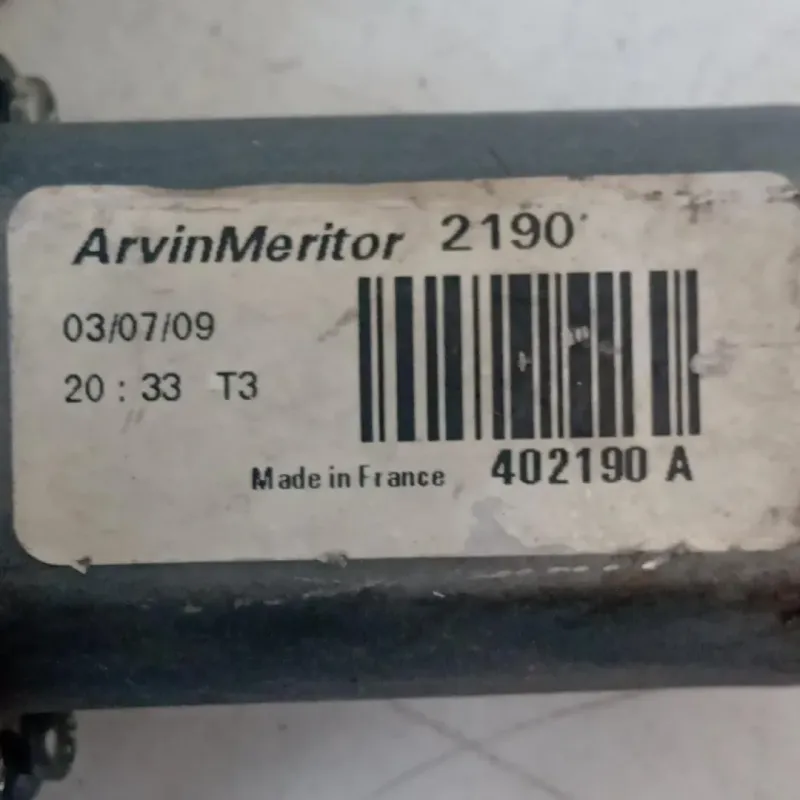 ArvinMeritor 2190
03/07/09
20 : 33 T3
Made in France 402190 A